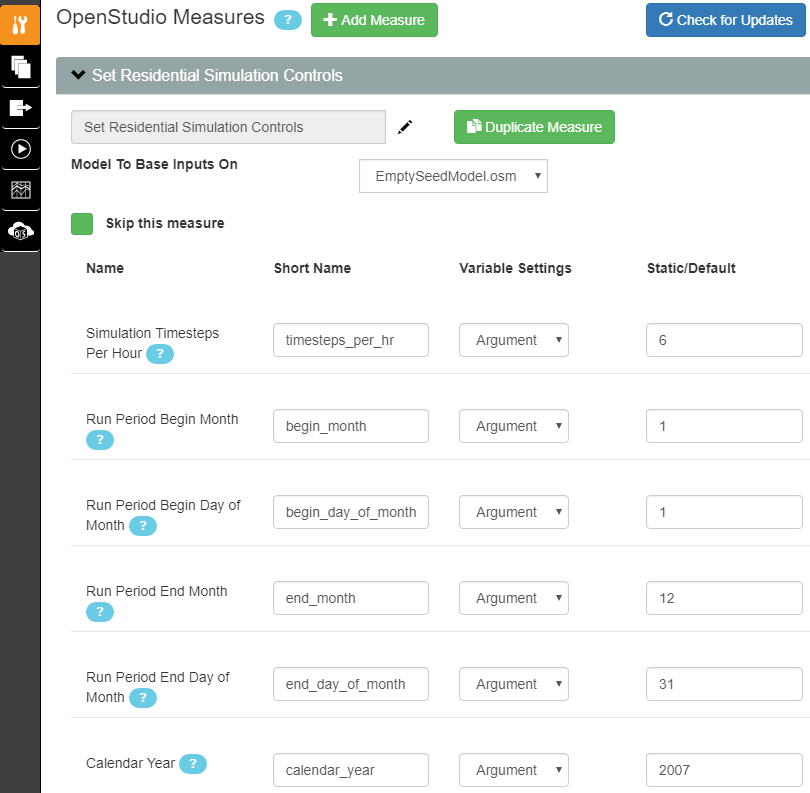 OpenStudio Measures ? Add Measure Check for Updates
Set Residential Simulation Controls
Set Residential Simulation Controls Duplicate Measure
Model To Base Inputs On EmptySeedModel.osm
Skip this measure
Name Short Name Variable Settings Static/Default
Simulation Timesteps
Per Hour ? timesteps_per_hr Argument 6
Run Period Begin Month
? begin_month Argument 1
Run Period Begin Day of
Month ? begin_day_of_month Argument 1
Run Period End Month
? end_month Argument 12
Run Period End Day of
Month ? end_day_of_month Argument 31
Calendar Year ? calendar_year Argument 2007